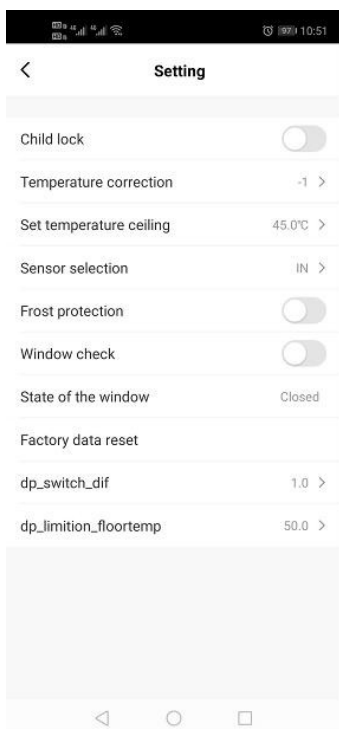 97 10:51
Setting
Child lock
Temperature correction -1
Set temperature ceiling 45.0℃
Sensor selection IN
Frost protection
Window check
State of the window Closed
Factory data reset
dp_switch_dif 1.0
dp_limition_floortemp 50.0